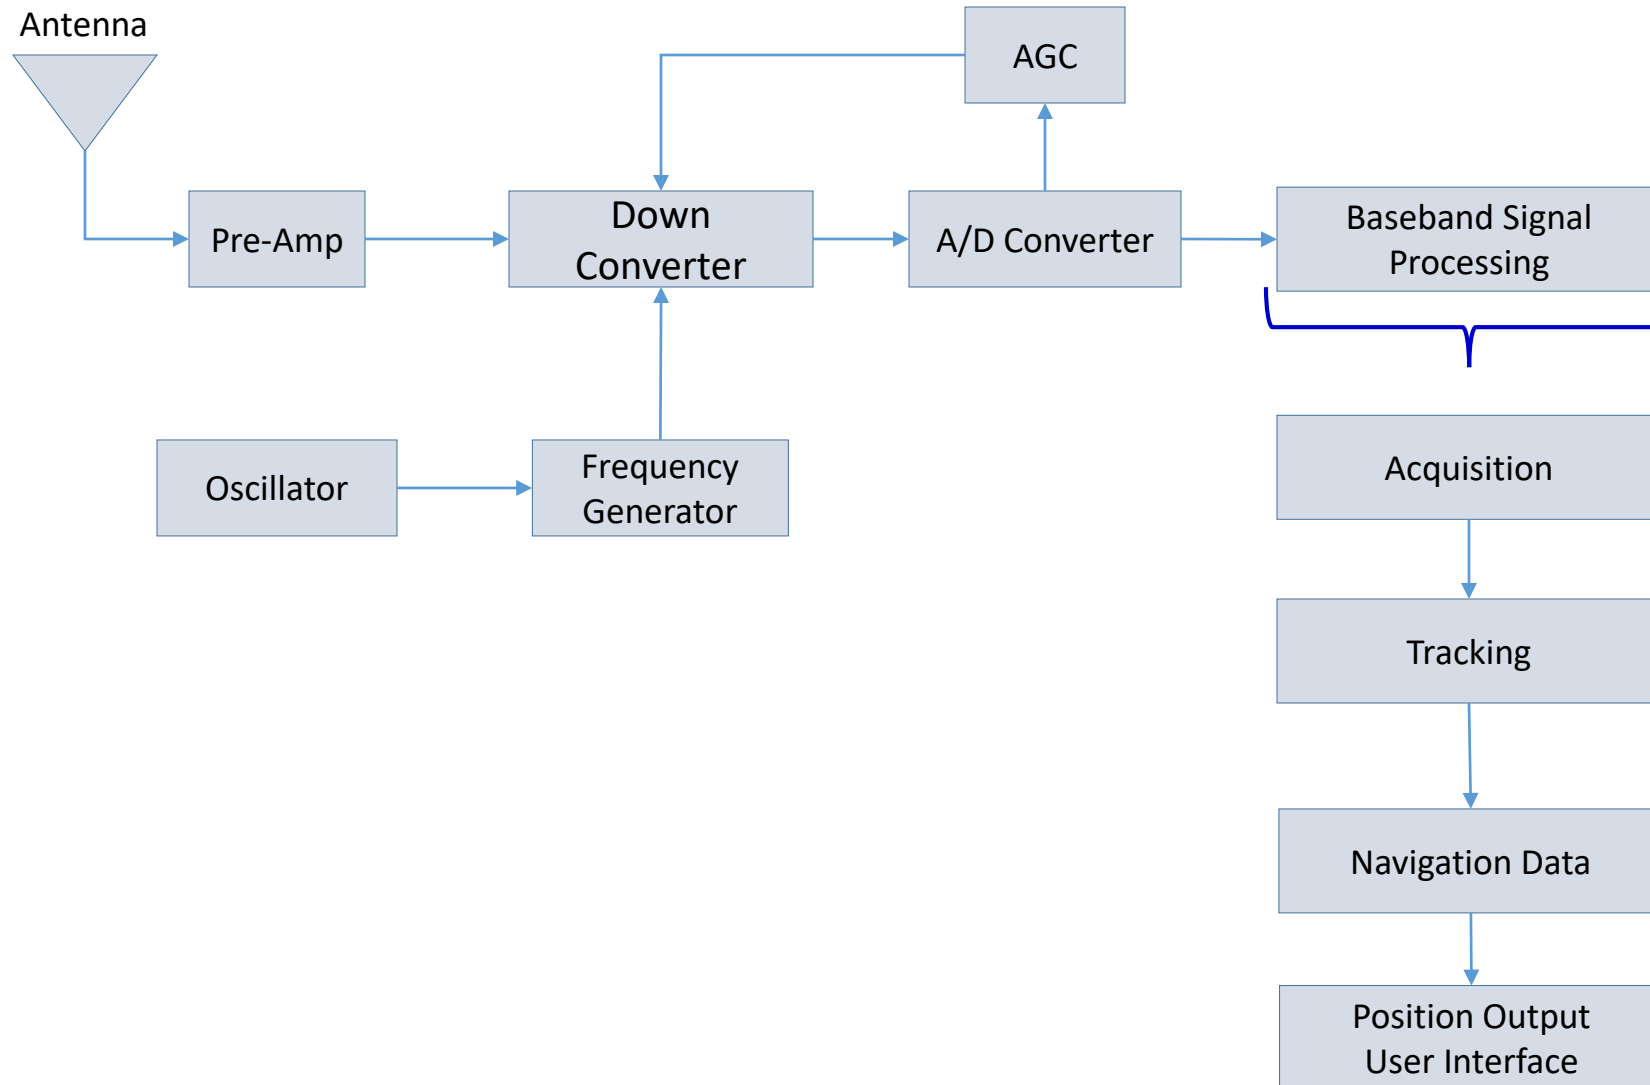 Antenna
AGC
Pre-Amp
Down
Converter
A/D Converter
Baseband Signal
Processing
Oscillator
Frequency
Generator
Acquisition
Tracking
Navigation Data
Position Output
User Interface